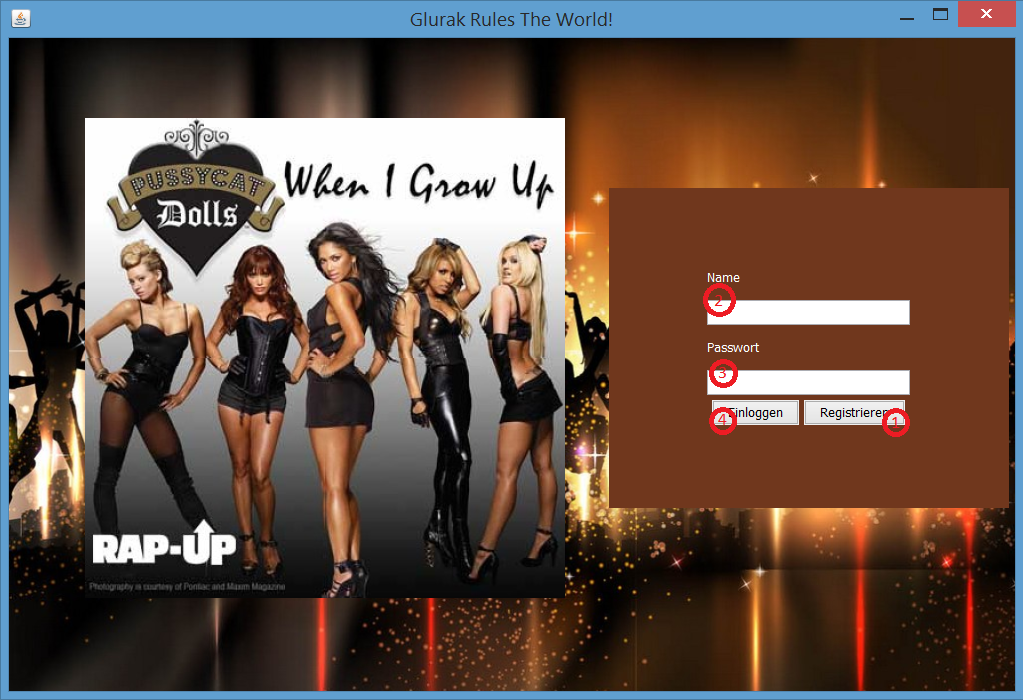 Glurak Rules The World!
PUSSYCAT
Dolls
When I Grow Up
Name
2
Passwort
3
Einloggen
Registrieren
4
1
RAP-UP
Photography is courtesy of Pontiac and Maxim Magazine